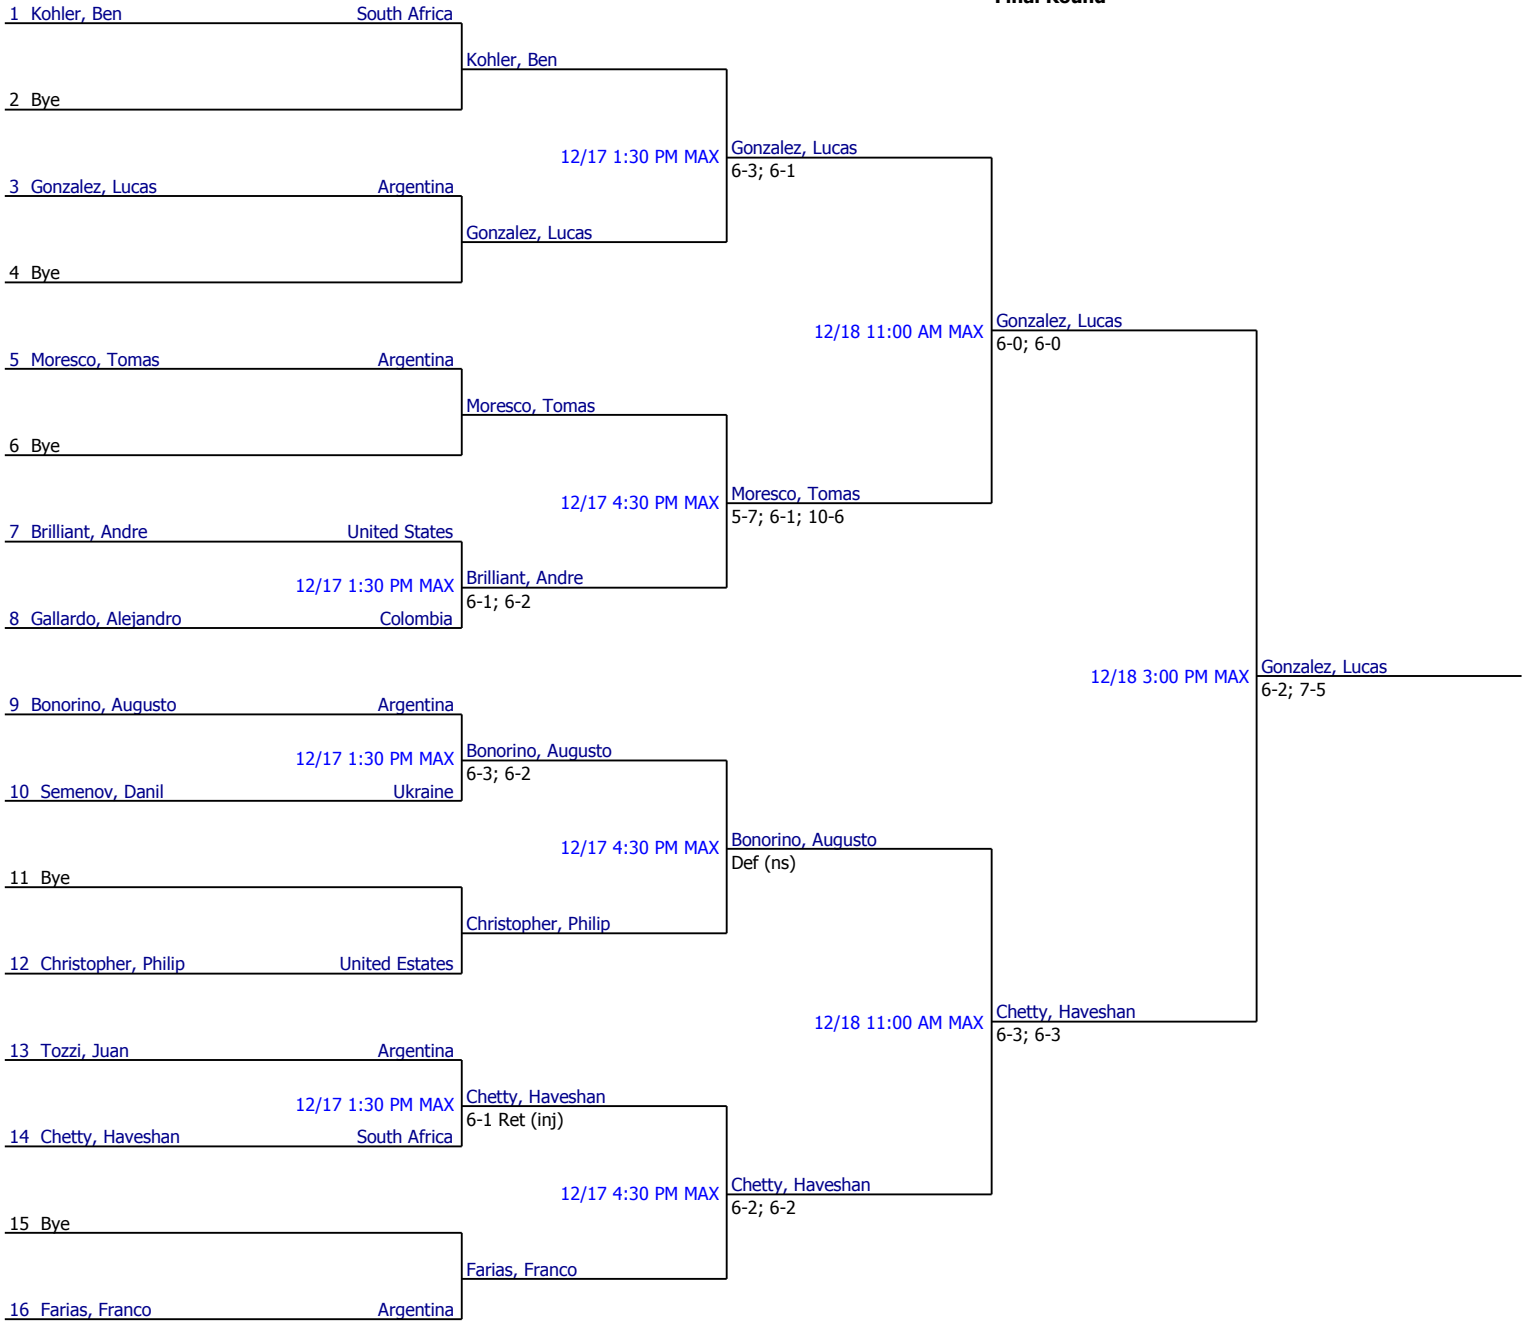 Final Round
1 Kohler, Ben South Africa
Kohler, Ben
2 Bye
12/17 1:30 PM MAX
Gonzalez, Lucas
6-3; 6-1
3 Gonzalez, Lucas Argentina
Gonzalez, Lucas
4 Bye
12/18 11:00 AM MAX
Gonzalez, Lucas
6-0; 6-0
5 Moresco, Tomas Argentina
Moresco, Tomas
6 Bye
12/17 4:30 PM MAX
Moresco, Tomas
5-7; 6-1; 10-6
7 Brilliant, Andre United States
12/17 1:30 PM MAX
Brilliant, Andre
6-1; 6-2
8 Gallardo, Alejandro Colombia
12/18 3:00 PM MAX
Gonzalez, Lucas
6-2; 7-5
9 Bonorino, Augusto Argentina
12/17 1:30 PM MAX
Bonorino, Augusto
6-3; 6-2
10 Semenov, Danil Ukraine
12/17 4:30 PM MAX
Bonorino, Augusto
Def (ns)
11 Bye
Christopher, Philip
12 Christopher, Philip United Estates
12/18 11:00 AM MAX
Chetty, Haveshan
6-3; 6-3
13 Tozzi, Juan Argentina
12/17 1:30 PM MAX
Chetty, Haveshan
6-1 Ret (inj)
14 Chetty, Haveshan South Africa
12/17 4:30 PM MAX
Chetty, Haveshan
6-2; 6-2
15 Bye
Farias, Franco
16 Farias, Franco Argentina